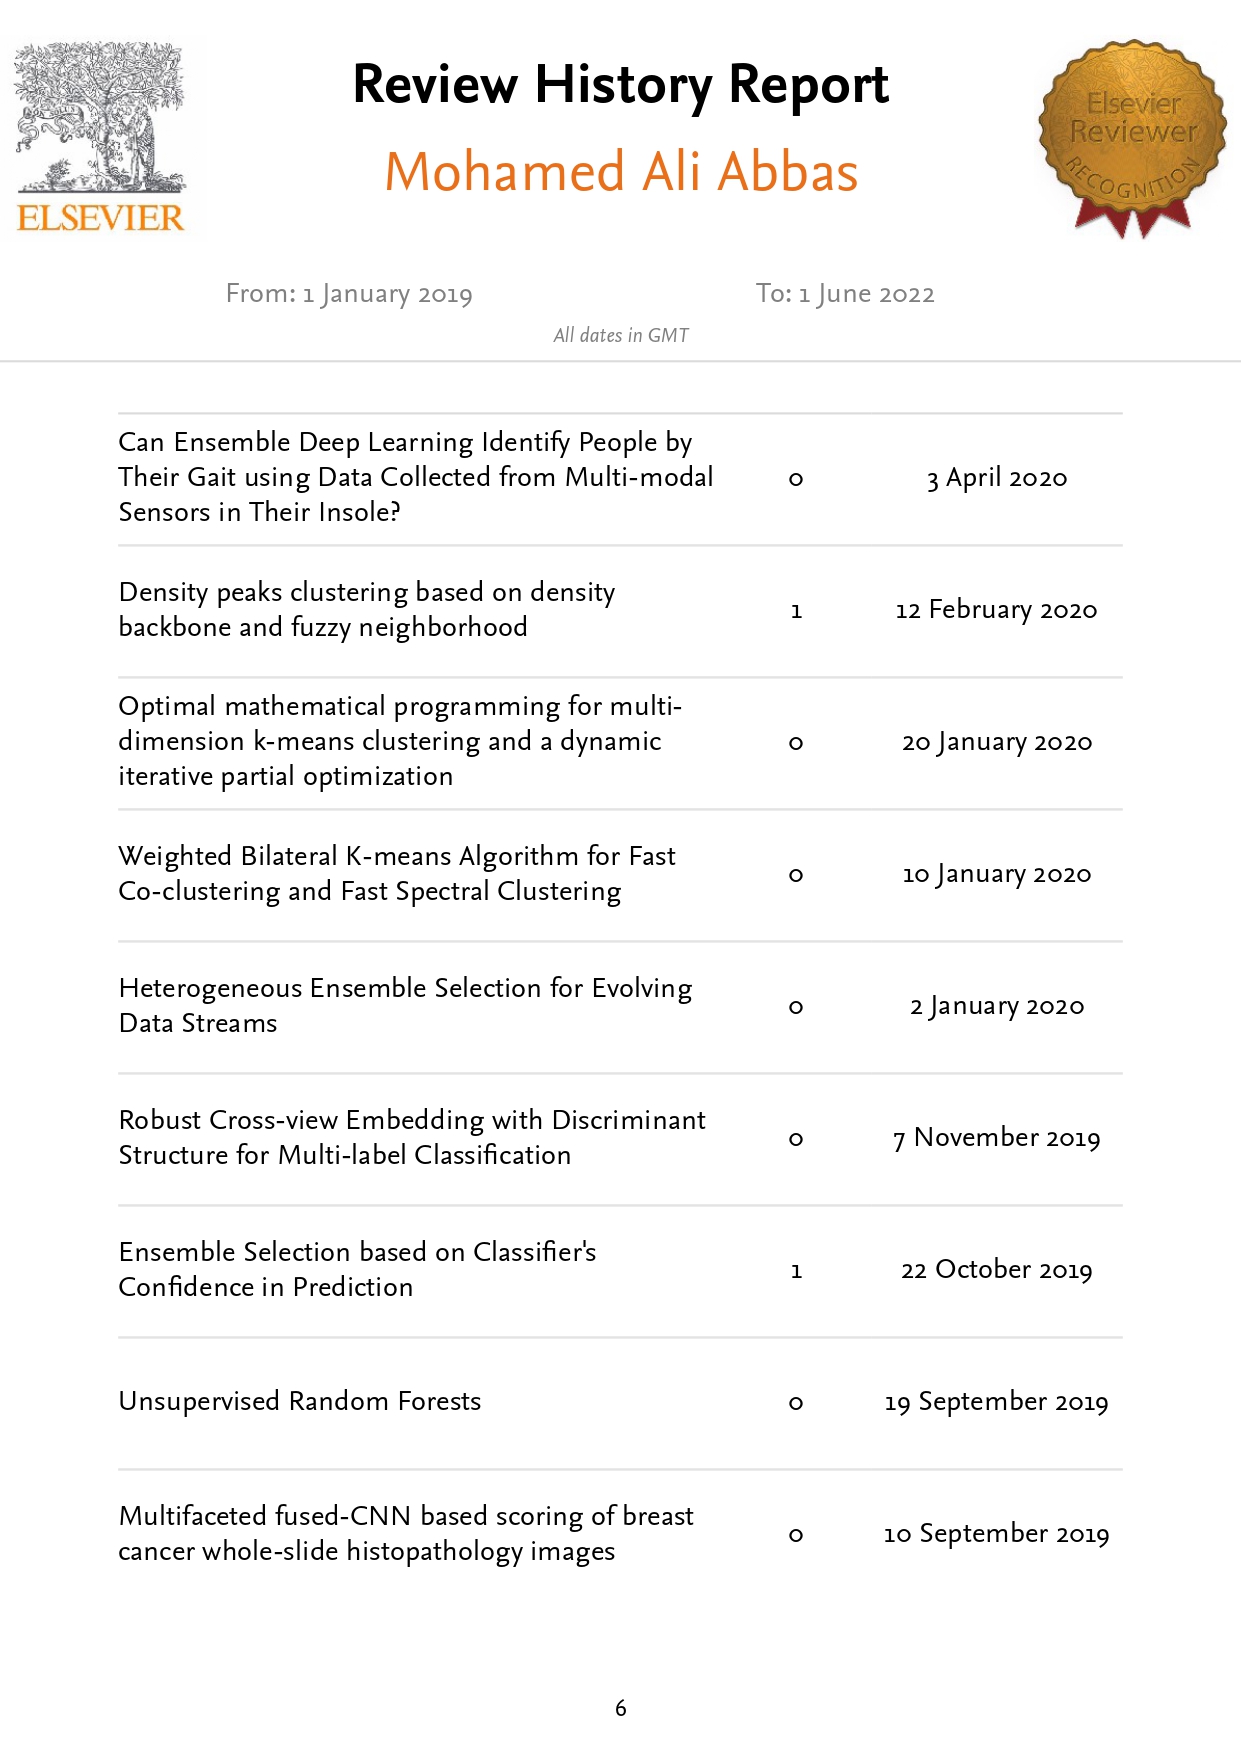 Review History Report
Mohamed Ali Abbas
ELSEVIER
Elsevier
Reviewer
RECOGNITION
From: 1 January 2019 To: 1 June 2022
All dates in GMT
Can Ensemble Deep Learning Identify People by
Their Gait using Data Collected from Multi-modal
Sensors in Their Insole?
0 3 April 2020
Density peaks clustering based on density
backbone and fuzzy neighborhood
1 12 February 2020
Optimal mathematical programming for multi-
dimension k-means clustering and a dynamic
iterative partial optimization
0 20 January 2020
Weighted Bilateral K-means Algorithm for Fast
Co-clustering and Fast Spectral Clustering
0 10 January 2020
Heterogeneous Ensemble Selection for Evolving
Data Streams
0 2 January 2020
Robust Cross-view Embedding with Discriminant
Structure for Multi-label Classification
0 7 November 2019
Ensemble Selection based on Classifier's
Confidence in Prediction
1 22 October 2019
Unsupervised Random Forests 0 19 September 2019
Multifaceted fused-CNN based scoring of breast
cancer whole-slide histopathology images
0 10 September 2019
6